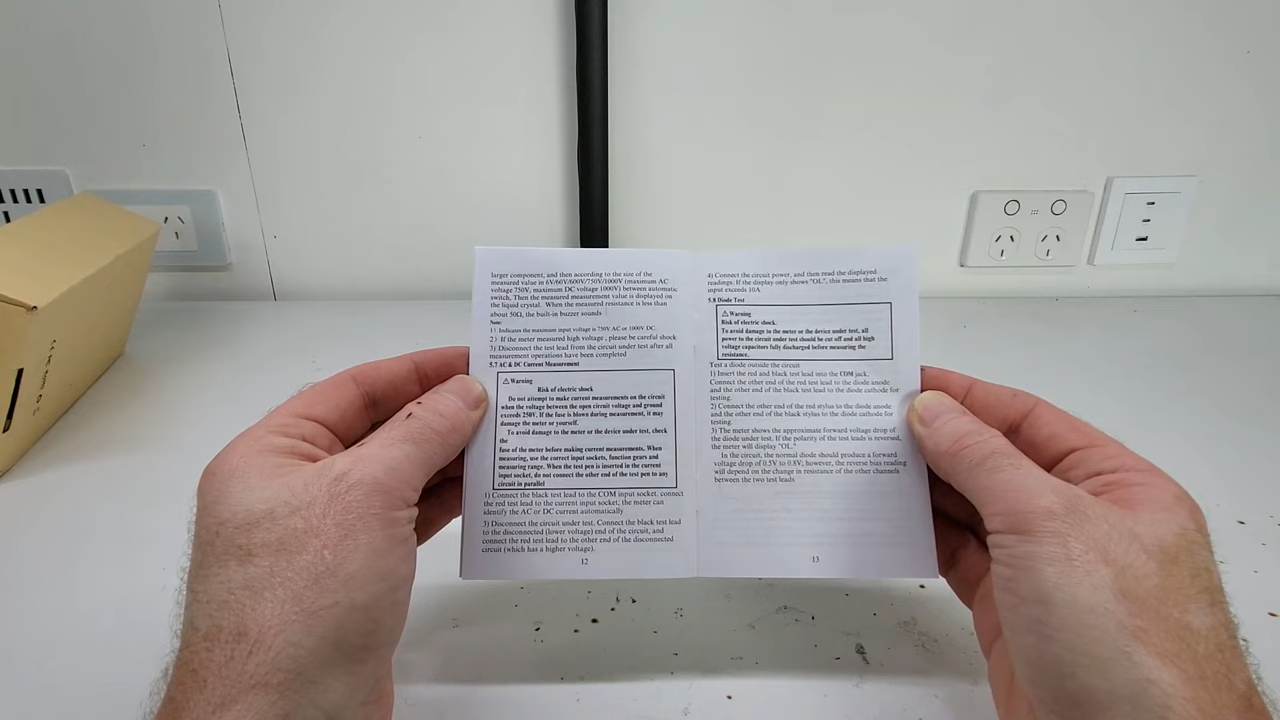 larger component, and then according to the size of the
measured value in 6V/60V/600V/750V/1000V (maximum AC
voltage 750V, maximum DC voltage 1000V) between automatic
switch, Then the measured measurement value is displayed on
the liquid crystal. When the measured resistance is less than
about 50Ω, the built-in buzzer sounds
Note:
1) Indicates the maximum input voltage is 750V AC or 1000V DC
2) If the meter measured high voltage , please be careful shock
3) Disconnect the test lead from the circuit under test after all
measurement operations have been completed
5.7 AC & DC Current Measurement
⚠Warning
Risk of electric shock
Do not attempt to make current measurements on the circuit
when the voltage between the open circuit voltage and ground
exceeds 250V. If the fuse is blown during measurement, it may
damage the meter or yourself.
To avoid damage to the meter or the device under test, check
the
fuse of the meter before making current measurements. When
measuring, use the correct input sockets, function gears and
measuring range. When the test pen is inserted in the current
input socket, do not connect the other end of the test pen to any
circuit in parallel
1) Connect the black test lead to the COM input socket, connect
the red test lead to the current input socket; the meter can
identify the AC or DC current automatically
3) Disconnect the circuit under test. Connect the black test lead
to the disconnected (lower voltage) end of the circuit, and
connect the red test lead to the other end of the disconnected
circuit (which has a higher voltage).
12
4) Connect the circuit power, and then read the displayed
readings. If the display only shows "OL", this means that the
input exceeds 10A
5.8 Diode Test
⚠Warning
Risk of electric shock.
To avoid damage to the meter or the device under test, all
power to the circuit under test should be cut off and all high
voltage capacitors fully discharged before measuring the
resistance.
Test a diode outside the circuit
1) Insert the red and black test lead into the COM jack.
Connect the other end of the red test lead to the diode anode
and the other end of the black test lead to the diode cathode for
testing.
2) Connect the other end of the red stylus to the diode anode
and the other end of the black stylus to the diode cathode for
testing.
3) The meter shows the approximate forward voltage drop of
the diode under test. If the polarity of the test leads is reversed,
the meter will display "OL."
In the circuit, the normal diode should produce a forward
voltage drop of 0.5V to 0.8V; however, the reverse bias reading
will depend on the change in resistance of the other channels
between the two test leads
13